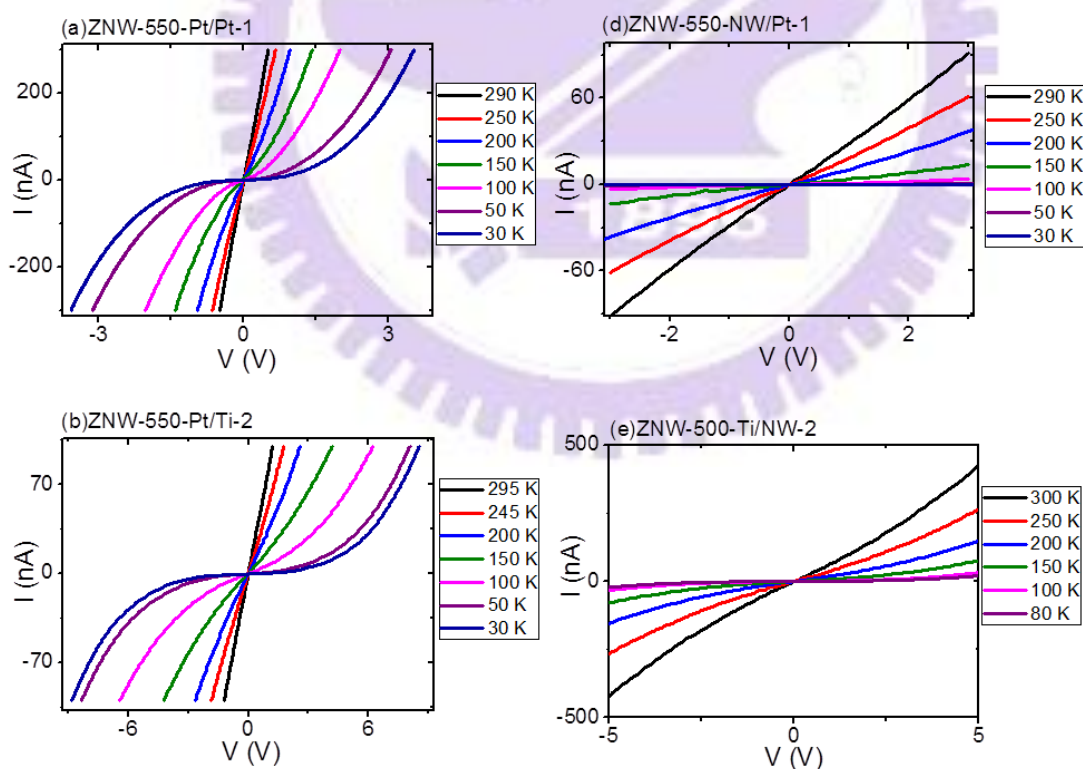 (a)ZNW-550-Pt/Pt-1
200
0
-200
I (nA)
-3
0
3
V (V)
290 K
250 K
200 K
150 K
100 K
50 K
30 K
(d)ZNW-550-NW/Pt-1
60
0
-60
I (nA)
-2
0
2
V (V)
290 K
250 K
200 K
150 K
100 K
50 K
30 K
(b)ZNW-550-Pt/Ti-2
70
0
-70
I (nA)
-6
0
6
V (V)
295 K
245 K
200 K
150 K
100 K
50 K
30 K
(e)ZNW-500-Ti/NW-2
500
0
-500
I (nA)
-5
0
5
V (V)
300 K
250 K
200 K
150 K
100 K
80 K